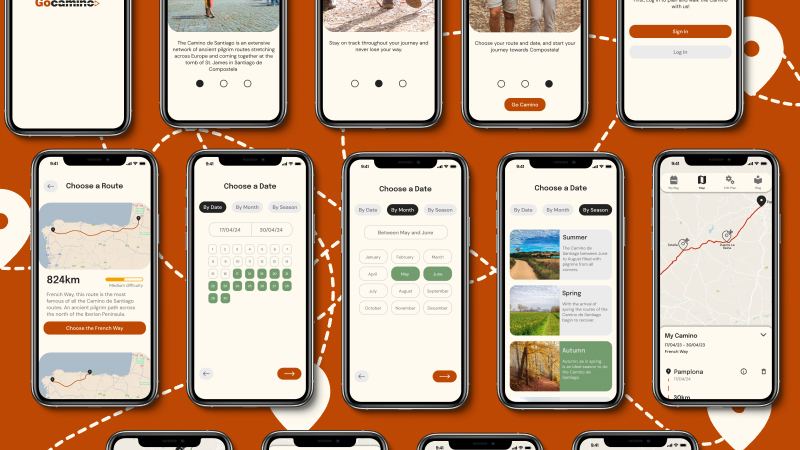 Gocamino
The Camino de Santiago is an extensive
network of ancient pilgrim routes stretching
across Europe and coming together at the
tomb of St. James in Santiago de
Compostela
Stay on track throughout your journey and
never lose your way.
Choose your route and date, and start your
journey towards Compostela!
Go Camino
First, Log in to plan and walk the Camino
with us!
Sign in
Log in
9:41
Choose a Route
824km
Medium difficulty
French Way, this route is the most
famous of all the Camino de Santiago
routes. An ancient pilgrim path across
the north of the Iberian Peninsula.
Choose the French Way
9:41
Choose a Date
By Date
By Month
By Season
17/04/24
30/04/24
9:41
Choose a Date
By Date
By Month
By Season
Between May and June
January
February
March
April
May
June
July
August
September
October
November
December
9:41
Choose a Date
By Date
By Month
By Season
Summer
The Camino de
Santiago between June
to August filled with
pilgrims from all
corners.
Spring
With the arrival of
spring the routes of the
Camino de Santiago
begin to recover
Autumn
Autumn, as in spring
is an ideal season to do
the Camino de
Santiago
9:41
Map
My Camino
17/04/23 - 30/04/23
French Way
Pamplona
17/04/24
30km
9:41
9:41
9:41
9:41